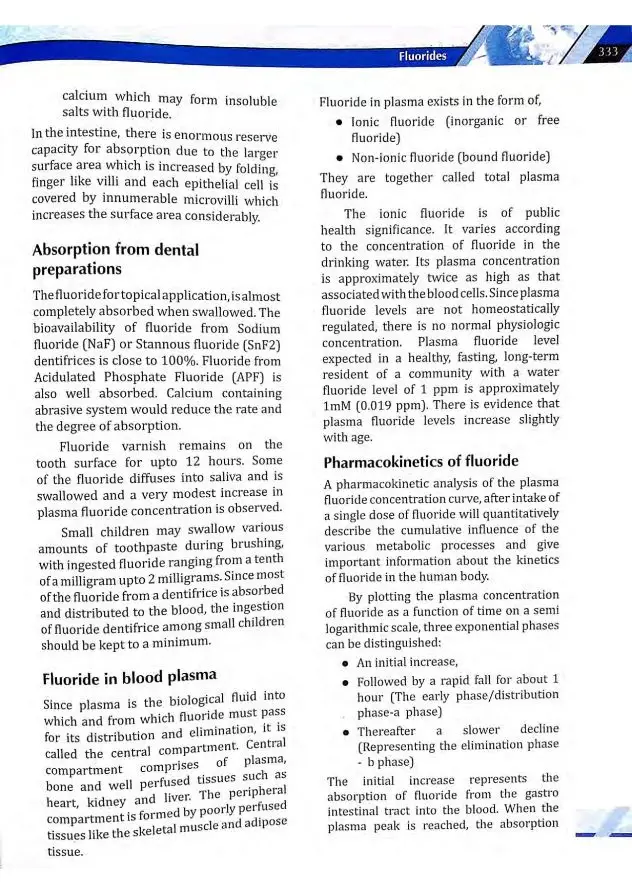 Fluorides
333
calcium which may form insoluble
salts with fluoride.
In the intestine, there is enormous reserve
capacity for absorption due to the larger
surface area which is increased by folding,
finger like villi and each epithelial cell is
covered by innumerable microvilli which
increases the surface area considerably.
Absorption from dental
preparations
The fluoride for topical application, is almost
completely absorbed when swallowed. The
bioavailability of fluoride from Sodium
fluoride (NaF) or Stannous fluoride (SnF2)
dentifrices is close to 100%. Fluoride from
Acidulated Phosphate Fluoride (APF) is
also well absorbed. Calcium containing
abrasive system would reduce the rate and
the degree of absorption.
Fluoride varnish remains on the
tooth surface for upto 12 hours. Some
of the fluoride diffuses into saliva and is
swallowed and a very modest increase in
plasma fluoride concentration is observed.
Small children may swallow various
amounts of toothpaste during brushing,
with ingested fluoride ranging from a tenth
of a milligram upto 2 milligrams. Since most
of the fluoride from a dentifrice is absorbed
and distributed to the blood, the ingestion
of fluoride dentifrice among small children
should be kept to a minimum.
Fluoride in blood plasma
Since plasma is the biological fluid into
which and from which fluoride must pass
for its distribution and elimination, it is
called the central compartment. Central
compartment comprises of plasma,
bone and well perfused tissues such as
heart, kidney and liver. The peripheral
compartment is formed by poorly perfused
tissues like the skeletal muscle and adipose
tissue.
Fluoride in plasma exists in the form of,
● Ionic fluoride (inorganic or free
fluoride)
● Non-ionic fluoride (bound fluoride)
They are together called total plasma
fluoride.
The ionic fluoride is of public
health significance. It varies according
to the concentration of fluoride in the
drinking water. Its plasma concentration
is approximately twice as high as that
associated with the blood cells. Since plasma
fluoride levels are not homeostatically
regulated, there is no normal physiologic
concentration. Plasma fluoride level
expected in a healthy, fasting, long-term
resident of a community with a water
fluoride level of 1 ppm is approximately
1mM (0.019 ppm). There is evidence that
plasma fluoride levels increase slightly
with age.
Pharmacokinetics of fluoride
A pharmacokinetic analysis of the plasma
fluoride concentration curve, after intake of
a single dose of fluoride will quantitatively
describe the cumulative influence of the
various metabolic processes and give
important information about the kinetics
of fluoride in the human body.
By plotting the plasma concentration
of fluoride as a function of time on a semi
logarithmic scale, three exponential phases
can be distinguished:
● An initial increase,
● Followed by a rapid fall for about 1
hour (The early phase/distribution
phase-a phase)
● Thereafter a slower decline
(Representing the elimination phase
- b phase)
The initial increase represents the
absorption of fluoride from the gastro
intestinal tract into the blood. When the
plasma peak is reached, the absorption